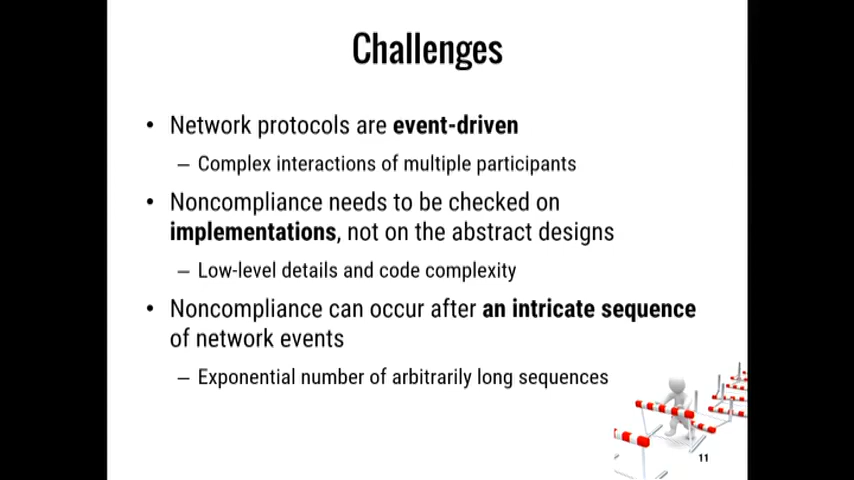 Challenges
• Network protocols are event-driven
– Complex interactions of multiple participants
• Noncompliance needs to be checked on
implementations, not on the abstract designs
– Low-level details and code complexity
• Noncompliance can occur after an intricate sequence
of network events
– Exponential number of arbitrarily long sequences
11